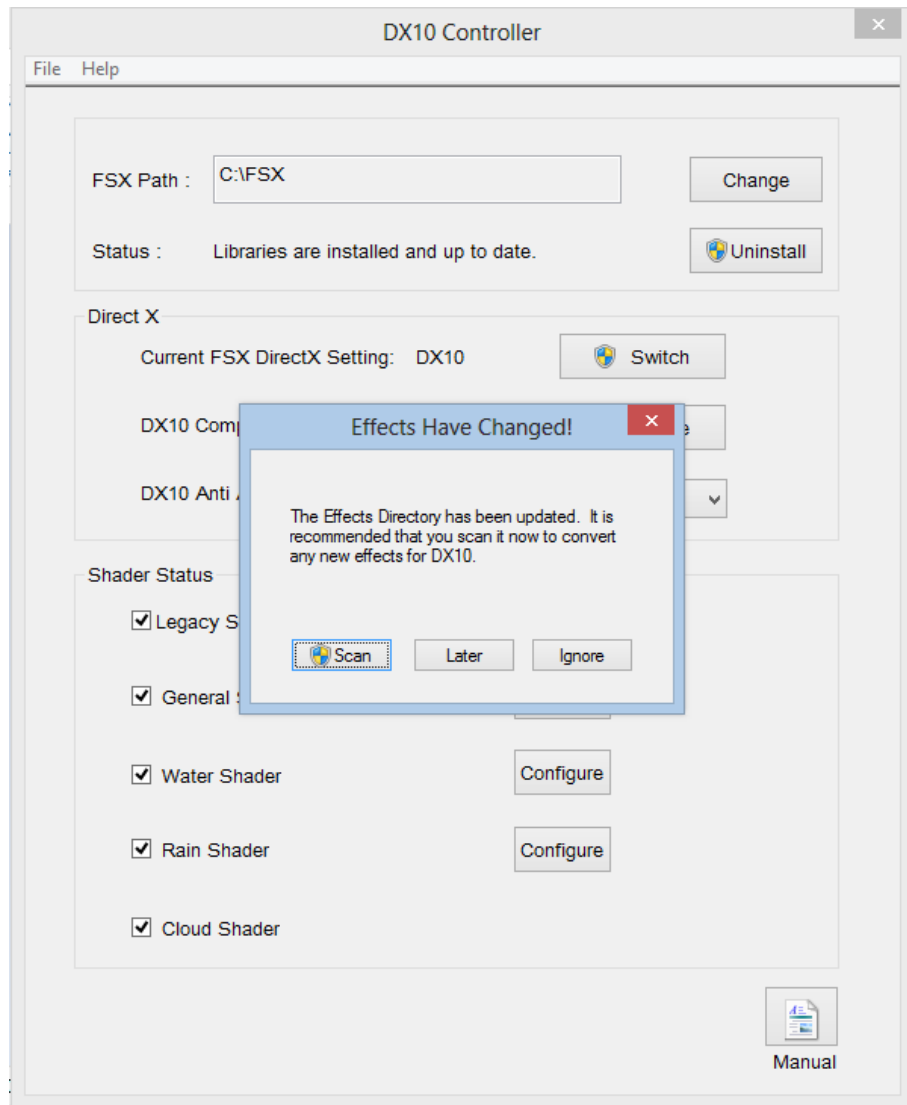 DX10 Controller
File Help
FSX Path : C:\FSX Change
Status : Libraries are installed and up to date. Uninstall
Direct X
Current FSX DirectX Setting: DX10 Switch
DX10
Effects Have Changed!
DX10 Anti
The Effects Directory has been updated. It is
recommended that you scan it now to convert
any new effects for DX10.
Shader Status
Legacy
Scan Later Ignore
General
Water Shader Configure
Rain Shader Configure
Cloud Shader
Manual